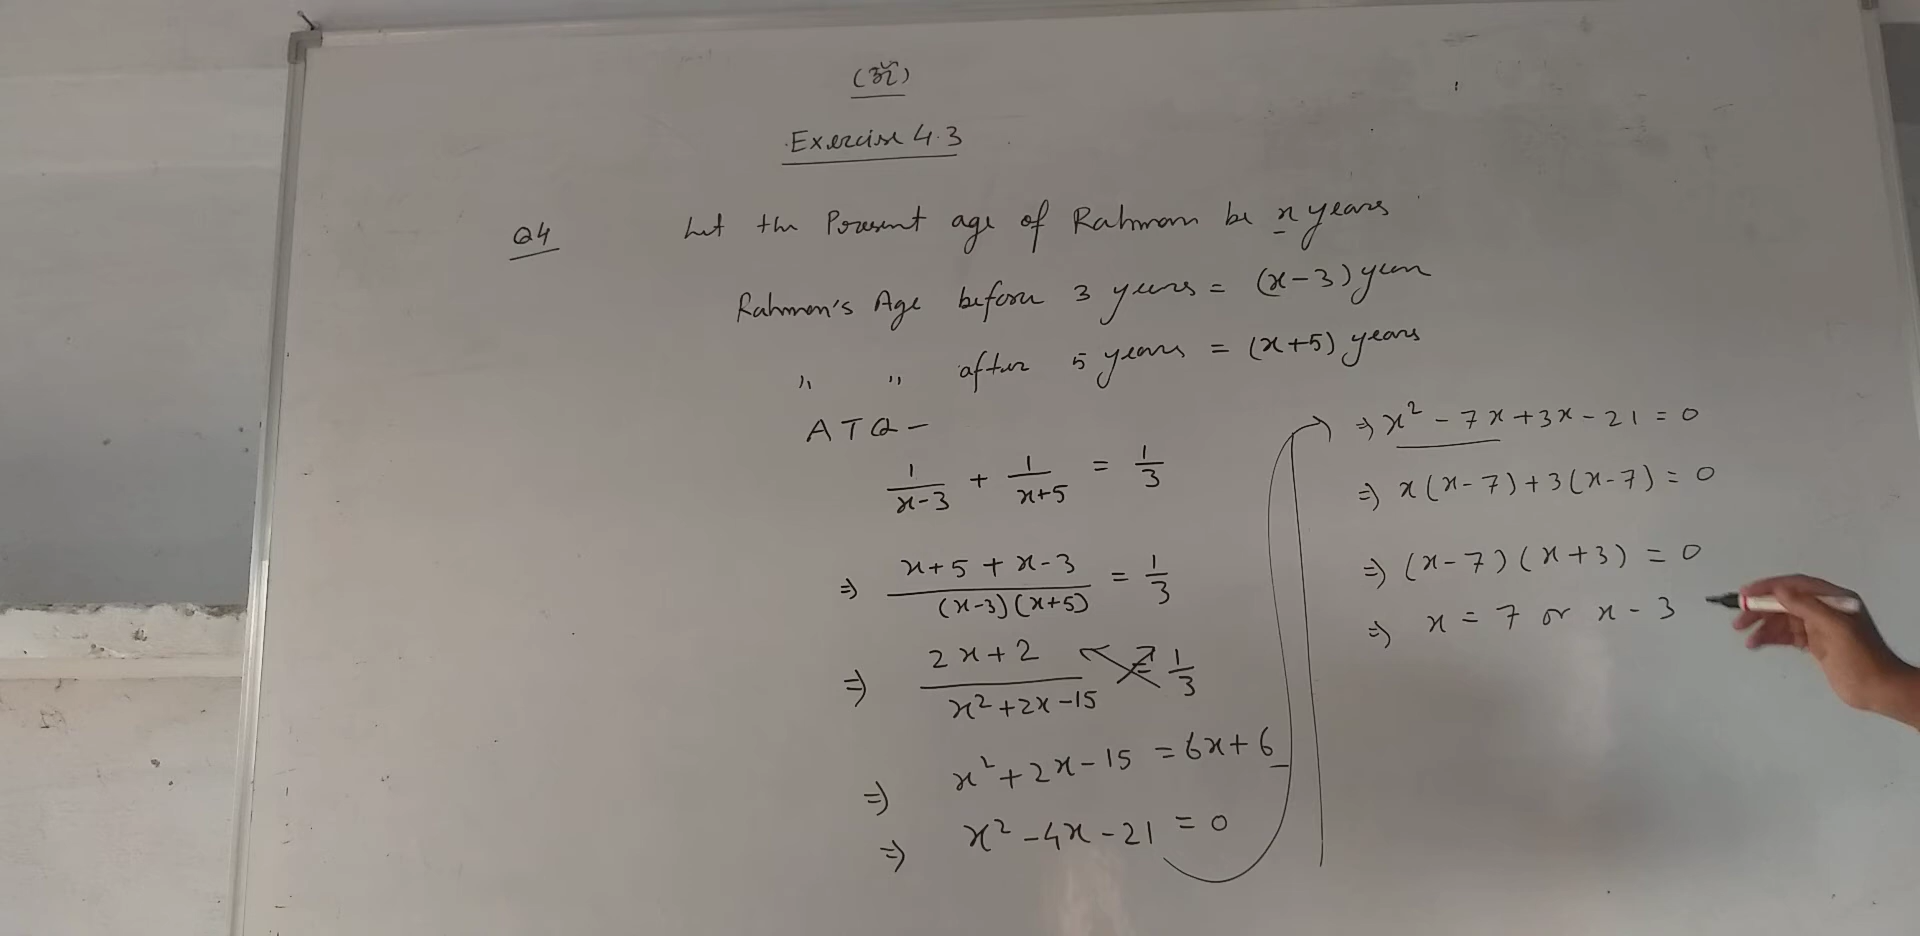 (ॐ)
Exercise 4.3
Q4 Let the Present age of Rahman be x years
Rahman's Age before 3 years = (x-3) year
" " after 5 years = (x+5) years
ATQ -
1/(x-3) + 1/(x+5) = 1/3
⇒ (x+5+x-3)/((x-3)(x+5)) = 1/3
⇒ (2x+2)/(x²+2x-15) = 1/3
⇒ x²+2x-15 = 6x+6
⇒ x²-4x-21 = 0
⇒ x²-7x+3x-21 = 0
⇒ x(x-7)+3(x-7) = 0
⇒ (x-7)(x+3) = 0
⇒ x = 7 or x - 3